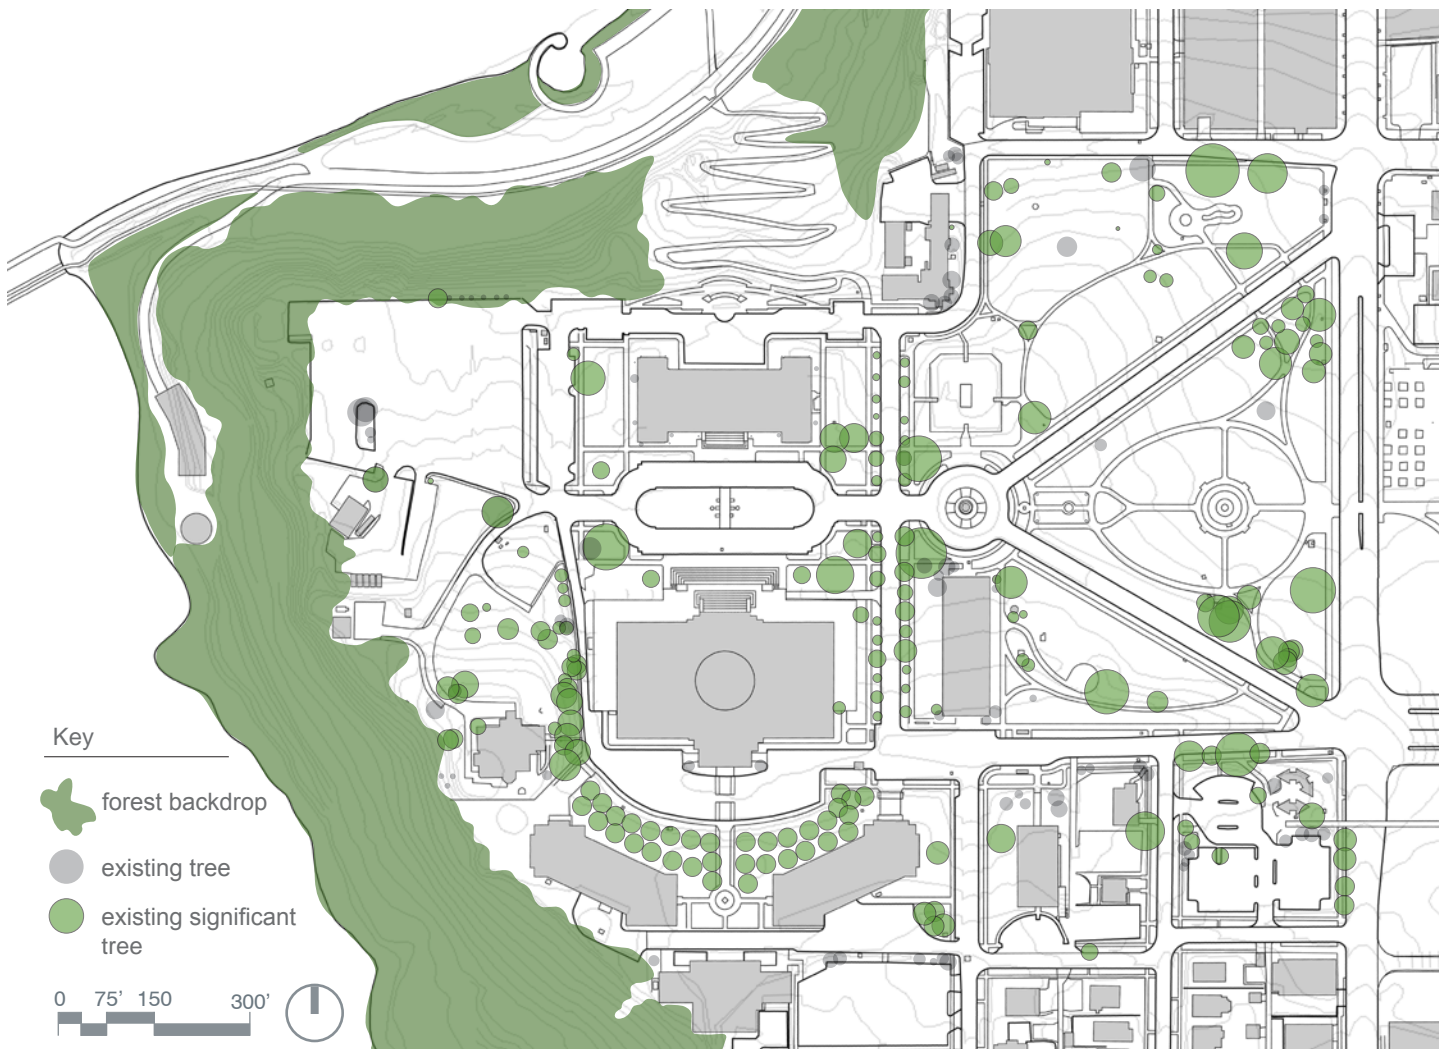 Key
forest backdrop
existing tree
existing significant
tree
0 75’ 150 300’